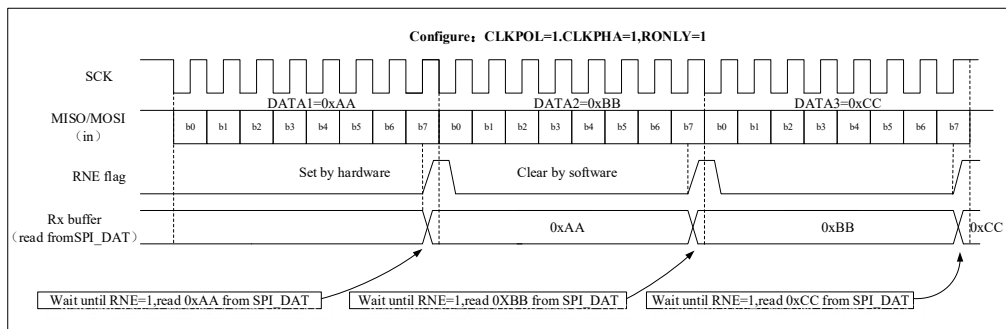 Configure：CLKPOL=1.CLKPHA=1,RONLY=1
SCK
DATA1=0xAA DATA2=0xBB DATA3=0xCC
MISO/MOSI
（in）
b0 b1 b2 b3 b4 b5 b6 b7 b0 b1 b2 b3 b4 b5 b6 b7 b0 b1 b2 b3 b4 b5 b6 b7
RNE flag
Set by hardware Clear by software
Rx buffer
（read fromSPI_DAT）
0xAA 0xBB 0xCC
Wait until RNE=1,read 0xAA from SPI_DAT
Wait until RNE=1,read 0XBB from SPI_DAT
Wait until RNE=1,read 0xCC from SPI_DAT